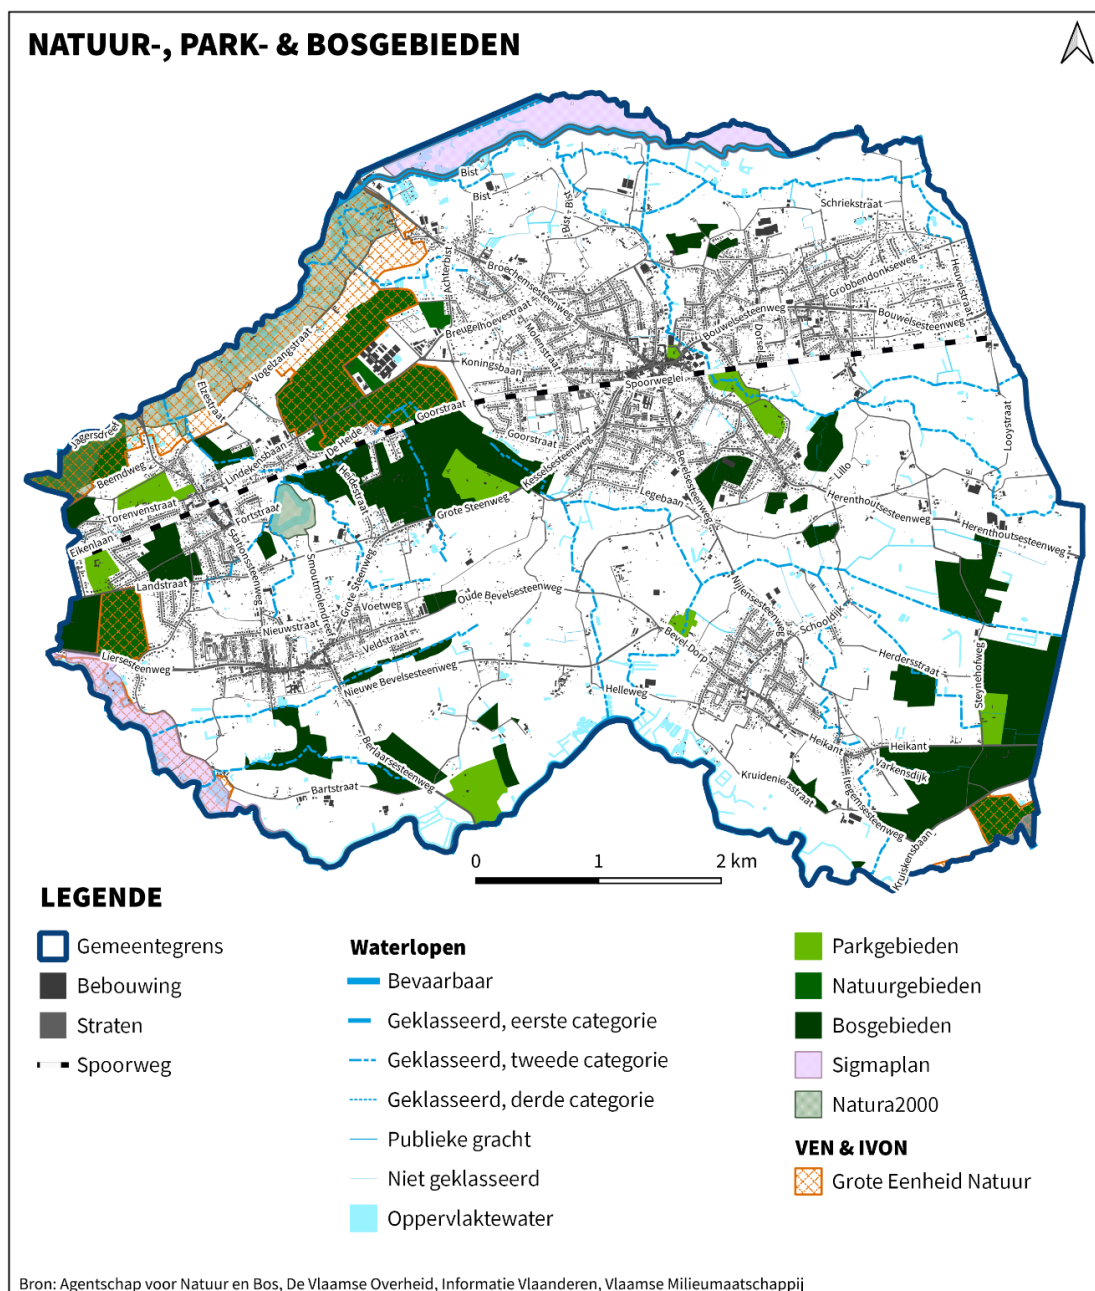 NATUUR-, PARK- & BOSGEBIEDEN
Bist
Bist
Bist - Bist
Schriekstraat
Achterbist
Broechemsesteenweg
Grobbendonkseweg
Heuvelstraat
Breugelhoevestraat
Molenstraat
Bouwelsesteenweg
Dorsel
Bouwelsesteenweg
Vogelzangstraat
Koningsbaan
Spoorweglei
Elzestraat
Goorstraat
Goorstraat
Looystraat
Jagersdreef
De Heide
Lindekensbaan
Kesselsesteenweg
Bevelsesteenweg
Lillo
Beemdweg
Heidestraat
Legebaan
Torenvenstraat
Fortstraat
Grote Steenweg
Herenthoutsesteenweg
Herenthoutsesteenweg
Eikenlaan
Stationssteenweg
Smoutmolendreef
Grote Steenweg
Landstraat
Voetweg
Oude Bevelsesteenweg
Nijlensesteenweg
Schooldijk
Nieuwstraat
Veldstraat
Bevel-Dorp
Liersesteenweg
Nieuwe Bevelsesteenweg
Herdersstraat
Steynehofweg
Helleweg
Heikant
Heikant
Berlaarsesteenweg
Varkensdijk
Bartstraat
Kruideniersstraat
Itegemsesteenweg
Kruiskensbaan
0 1 2 km
LEGENDE
Gemeentegrens
Bebouwing
Straten
Spoorweg
Waterlopen
Bevaarbaar
Geklasseerd, eerste categorie
Geklasseerd, tweede categorie
Geklasseerd, derde categorie
Publieke gracht
Niet geklasseerd
Oppervlaktewater
Parkgebieden
Natuurgebieden
Bosgebieden
Sigmaplan
Natura2000
VEN & IVON
Grote Eenheid Natuur
Bron: Agentschap voor Natuur en Bos, De Vlaamse Overheid, Informatie Vlaanderen, Vlaamse Milieumaatschappij